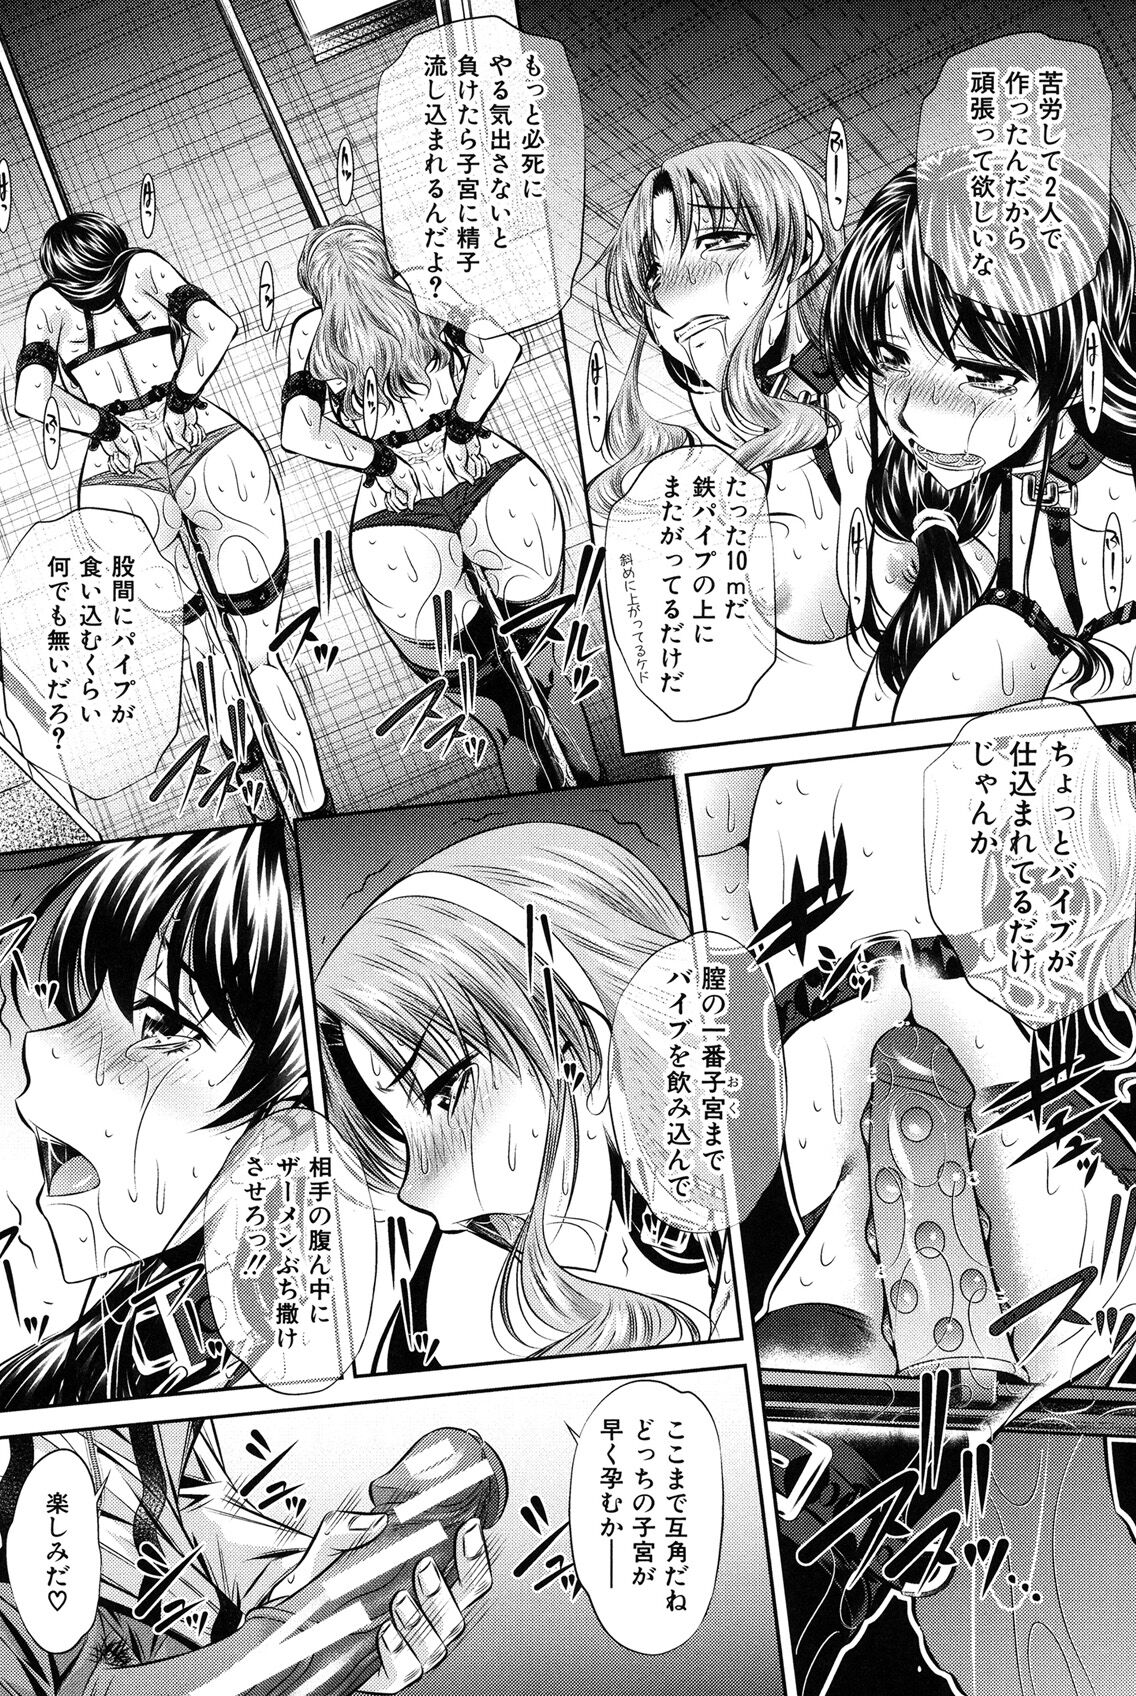 苦労して2人で
作ったんだから
頑張って欲しいな
もっと必死に
やる気出さないと
負けたら子宮に精子
流し込まれるんだよ?
たった10mだ
鉄パイプの上に
またがってるだけだ
斜めに上がってるケド
股間にパイプが
食い込むくらい
何でも無いだろ?
ちょっとバイブが
仕込まれてるだけ
じゃんか
膣の一番子宮まで
おく
バイブを飲み込んで
相手の腹ん中に
ザーメンぶち撒け
させろっ!!
ここまで互角だね
どっちの子宮が
早く孕むか──
楽しみだ♡